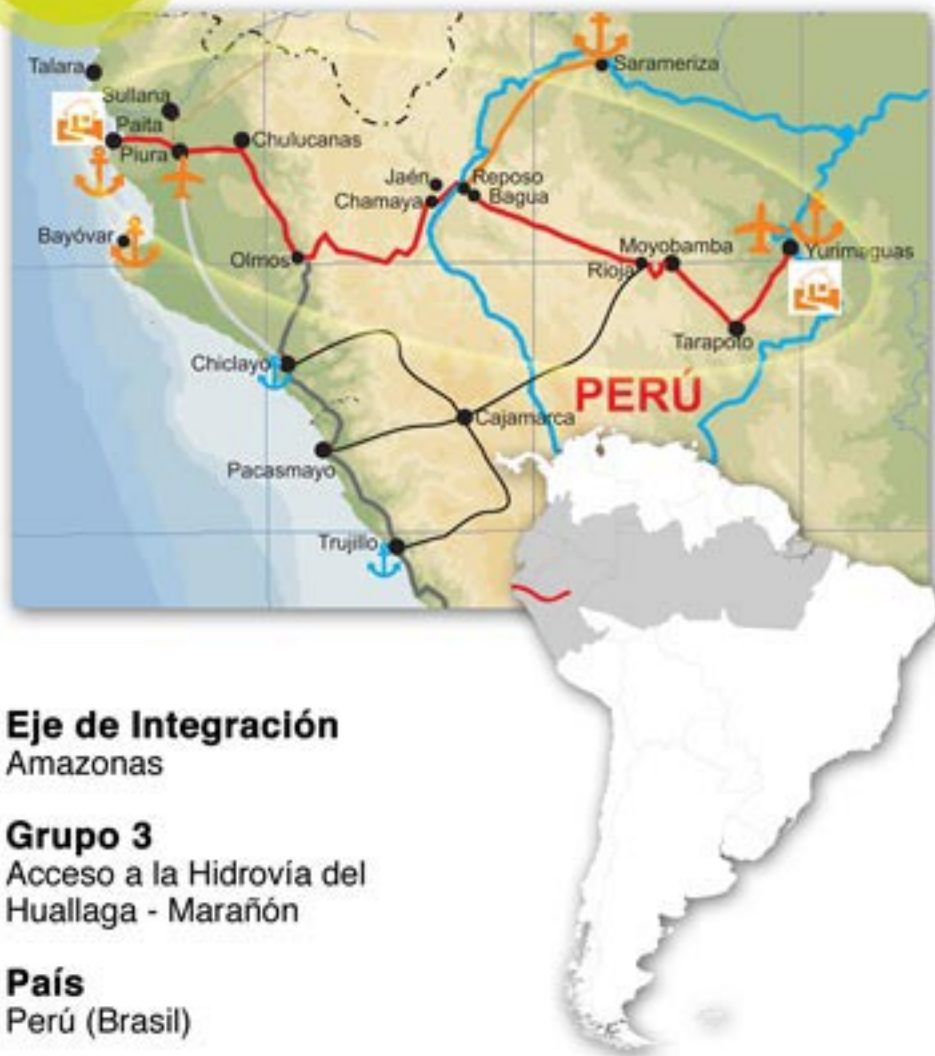 Talara
Sullana
Paita
Piura
Chulucanas
Sarameriza
Jaén
Reposo
Chamaya
Bagua
Bayóvar
Olmos
Moyobamba
Rioja
Yurimaguas
Tarapoto
Chiclayo
PERÚ
Cajamarca
Pacasmayo
Trujillo
Eje de Integración
Amazonas
Grupo 3
Acceso a la Hidrovía del
Huallaga - Marañón
País
Perú (Brasil)